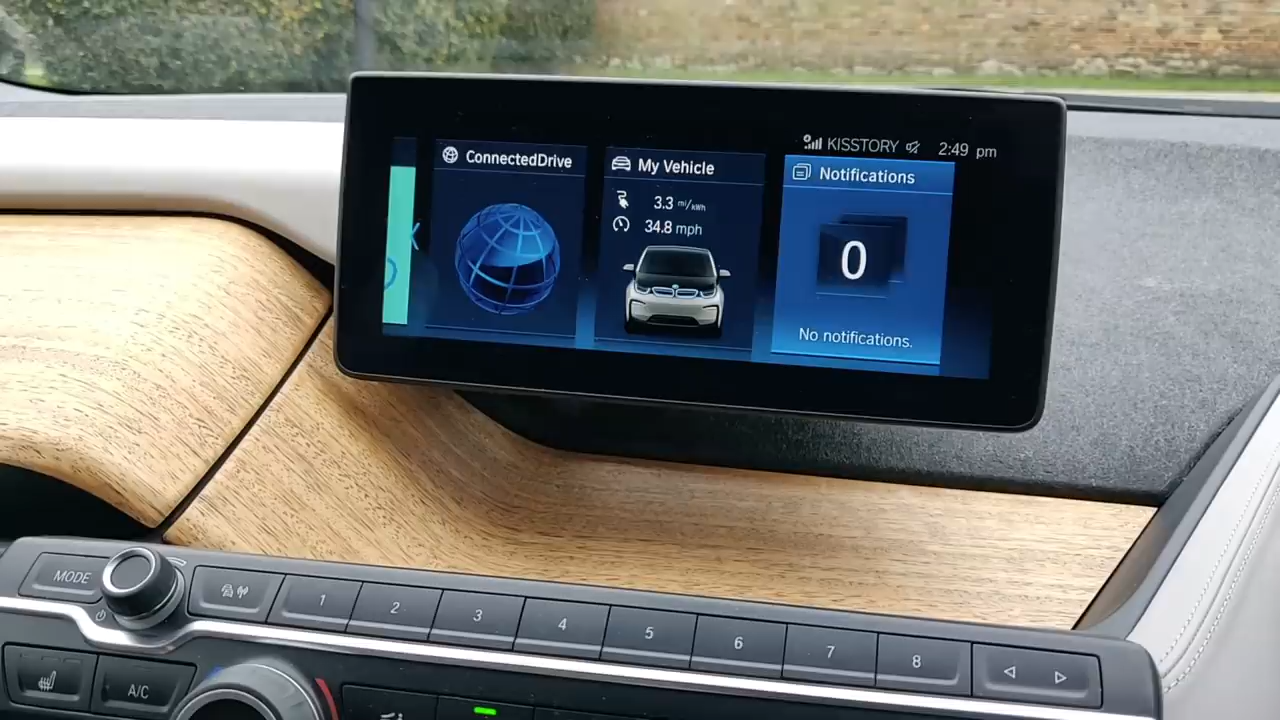 KISSTORY 2:49 pm
ConnectedDrive
My Vehicle
3.3 mi/kWh
34.8 mph
Notifications
0
No notifications.
MODE
1 2 3 4 5 6 7 8
A/C